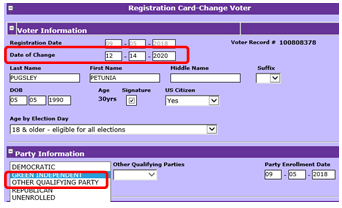 Registration Card-Change Voter
Voter Information
Registration Date 09 - 05 - 2018 Voter Record # 100808378
Date of Change 12 - 14 - 2020
Last Name First Name Middle Name Suffix
PUGSLEY PETUNIA
DOB Age Signature US Citizen
05 05 1990 30yrs Yes
Age by Election Day
18 & older - eligible for all elections
Party Information
DEMOCRATIC Other Qualifying Parties Party Enrollment Date
GREEN INDEPENDENT 09 - 05 - 2018
OTHER QUALIFYING PARTY
REPUBLICAN
UNENROLLED